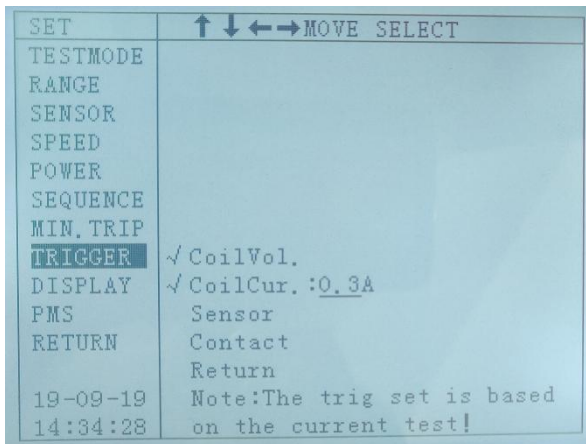 SET
↑↓←→MOVE SELECT
TESTMODE
RANGE
SENSOR
SPEED
POWER
SEQUENCE
MIN.TRIP
TRIGGER
DISPLAY
PMS
RETURN
19-09-19
14:34:28
√CoilVol.
√CoilCur.:0.3A
Sensor
Contact
Return
Note:The trig set is based
on the current test!